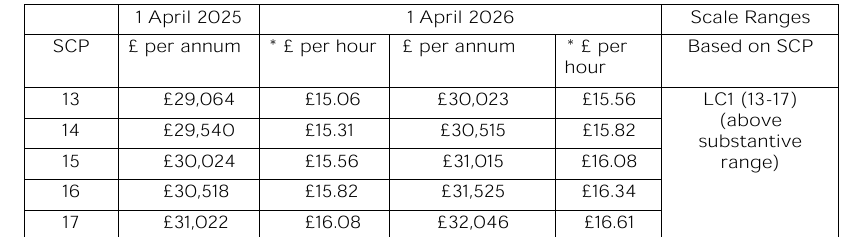 1 April 2025 1 April 2026 Scale Ranges
SCP £ per annum * £ per hour £ per annum * £ per hour Based on SCP
13 £29,064 £15.06 £30,023 £15.56 LC1 (13-17)
14 £29,540 £15.31 £30,515 £15.82 (above substantive
15 £30,024 £15.56 £31,015 £16.08 range)
16 £30,518 £15.82 £31,525 £16.34
17 £31,022 £16.08 £32,046 £16.61